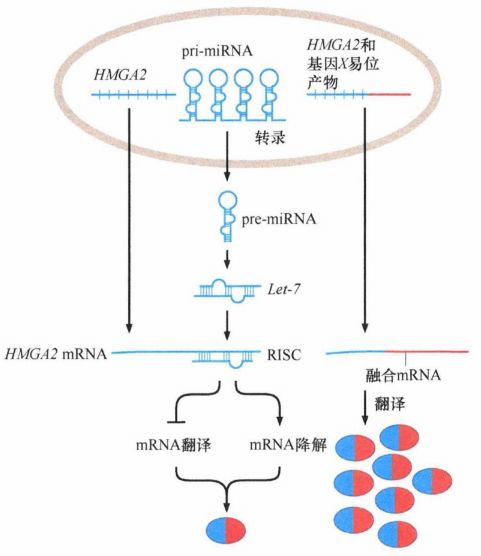 pri-miRNA
HMGA2
HMGA2和
基因X易位
产物
转录
pre-miRNA
Let-7
HMGA2 mRNA
RISC
融合mRNA
翻译
mRNA翻译
mRNA降解